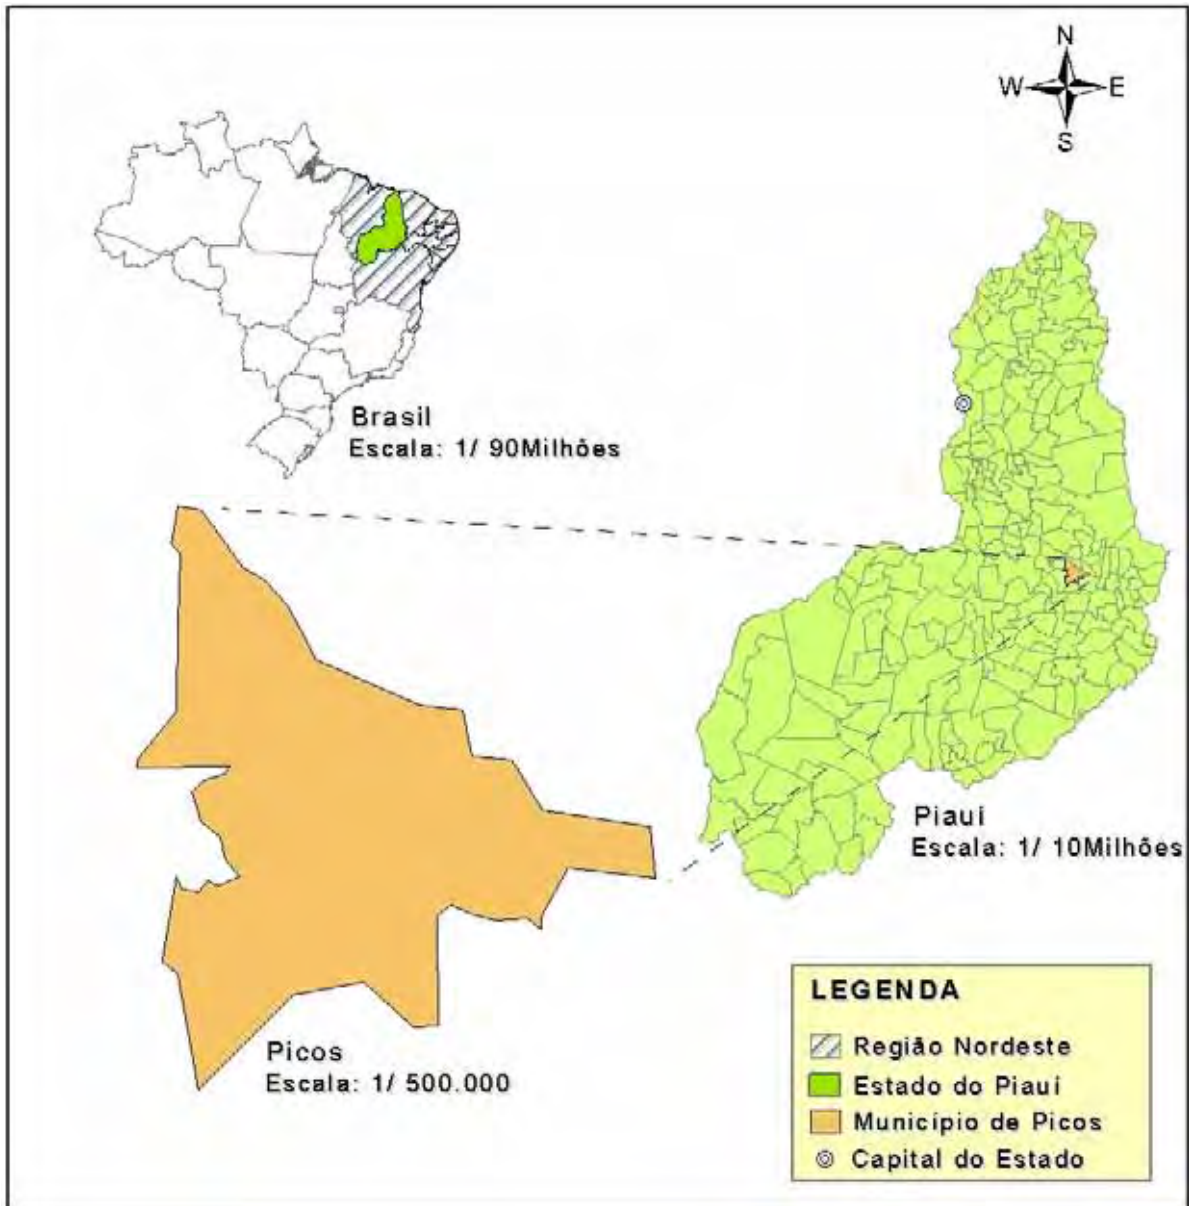 N
W E
S
Brasil
Escala: 1/ 90Milhões
Piauí
Escala: 1/ 10Milhões
Picos
Escala: 1/ 500.000
LEGENDA
Região Nordeste
Estado do Piauí
Município de Picos
Capital do Estado